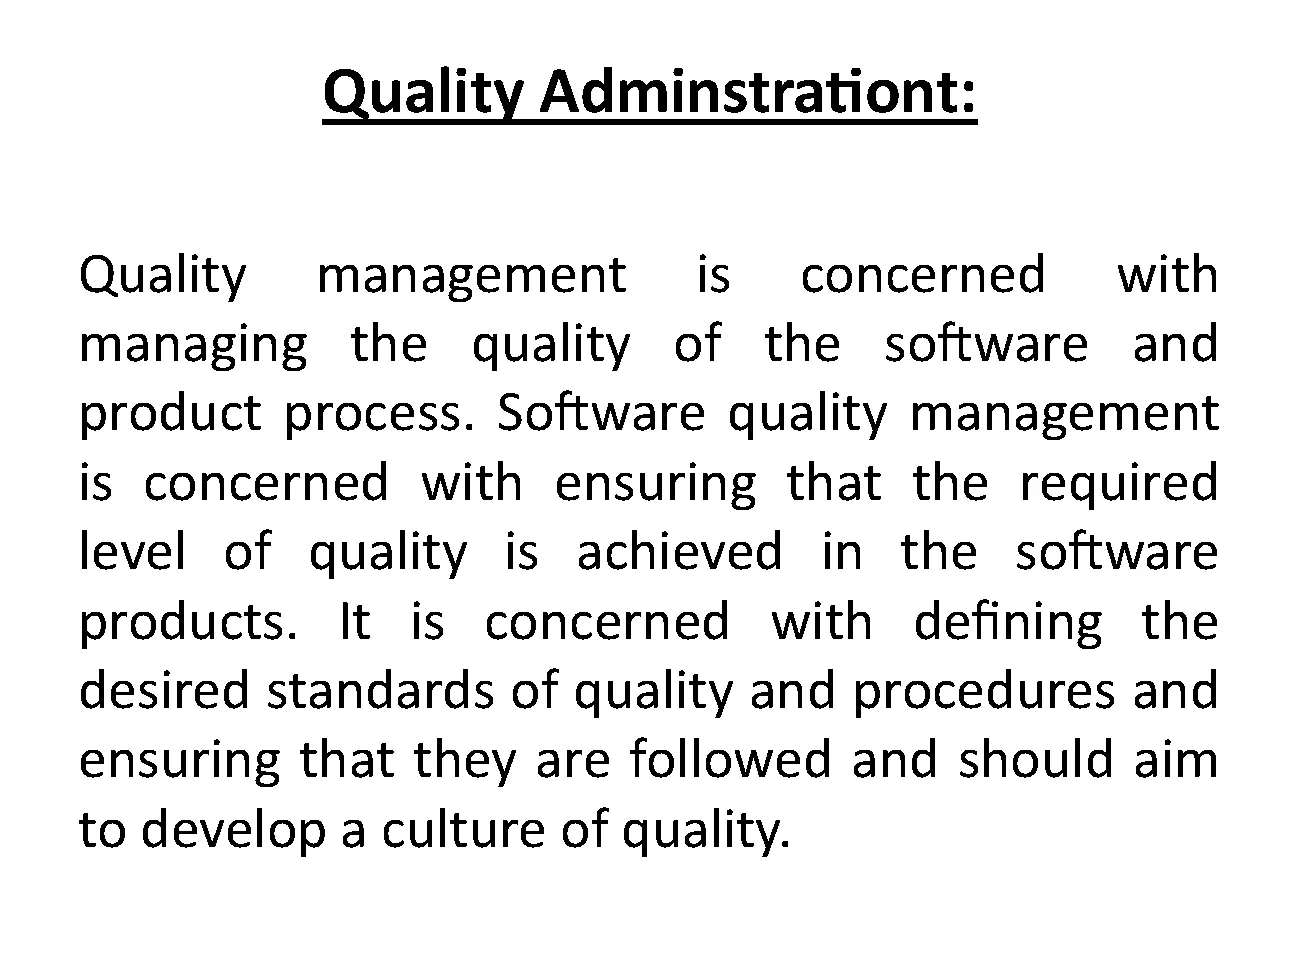 Quality Adminstrationt:
Quality management is concerned with
managing the quality of the software and
product process. Software quality management
is concerned with ensuring that the required
level of quality is achieved in the software
products. It is concerned with defining the
desired standards of quality and procedures and
ensuring that they are followed and should aim
to develop a culture of quality.